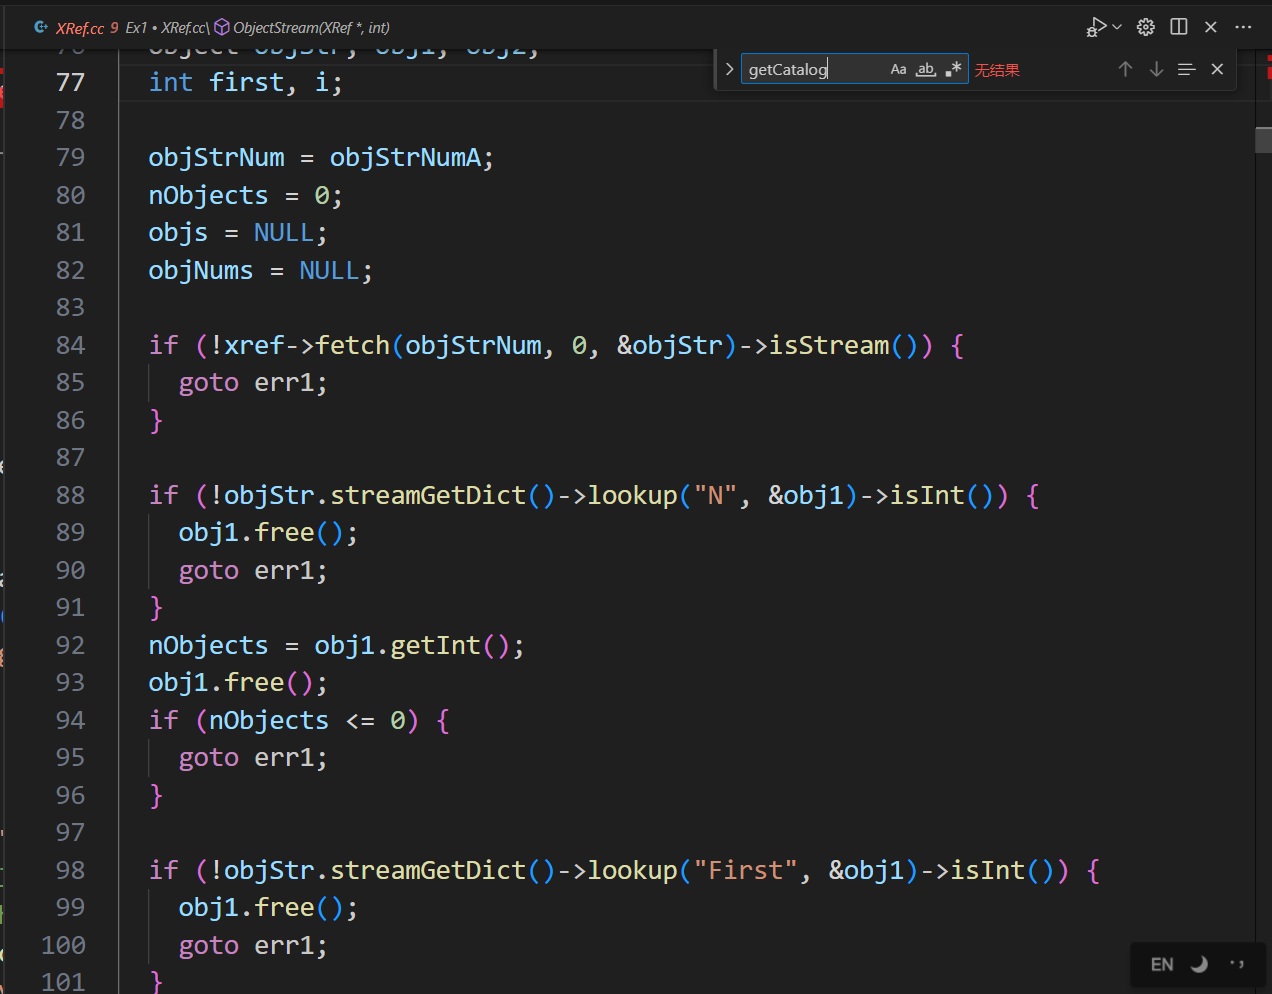 XRef.cc 9 Ex1 • XRef.cc\ ObjectStream(XRef *, int)
getCatalog Aa ab .* 无结果
76 Object objStr, obj1, obj2;
77 int first, i;
78
79 objStrNum = objStrNumA;
80 nObjects = 0;
81 objs = NULL;
82 objNums = NULL;
83
84 if (!xref->fetch(objStrNum, 0, &objStr)->isStream()) {
85 goto err1;
86 }
87
88 if (!objStr.streamGetDict()->lookup("N", &obj1)->isInt()) {
89 obj1.free();
90 goto err1;
91 }
92 nObjects = obj1.getInt();
93 obj1.free();
94 if (nObjects <= 0) {
95 goto err1;
96 }
97
98 if (!objStr.streamGetDict()->lookup("First", &obj1)->isInt()) {
99 obj1.free();
100 goto err1;
101 }
EN